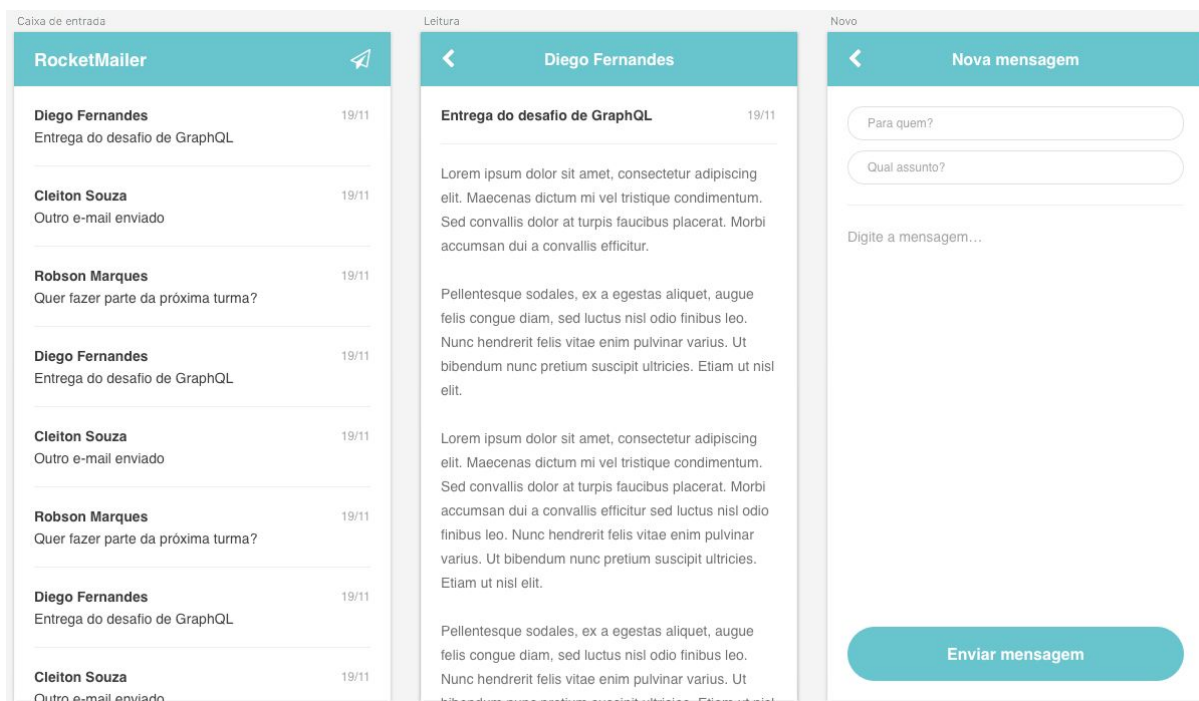 Caixa de entrada
RocketMailer
Diego Fernandes 19/11
Entrega do desafio de GraphQL
Cleiton Souza 19/11
Outro e-mail enviado
Robson Marques 19/11
Quer fazer parte da próxima turma?
Diego Fernandes 19/11
Entrega do desafio de GraphQL
Cleiton Souza 19/11
Outro e-mail enviado
Robson Marques 19/11
Quer fazer parte da próxima turma?
Diego Fernandes 19/11
Entrega do desafio de GraphQL
Cleiton Souza 19/11
Outro e-mail enviado
Leitura
Diego Fernandes
Entrega do desafio de GraphQL 19/11
Lorem ipsum dolor sit amet, consectetur adipiscing
elit. Maecenas dictum mi vel tristique condimentum.
Sed convallis dolor at turpis faucibus placerat. Morbi
accumsan dui a convallis efficitur.
Pellentesque sodales, ex a egestas aliquet, augue
felis congue diam, sed luctus nisl odio finibus leo.
Nunc hendrerit felis vitae enim pulvinar varius. Ut
bibendum nunc pretium suscipit ultricies. Etiam ut nisl
elit.
Lorem ipsum dolor sit amet, consectetur adipiscing
elit. Maecenas dictum mi vel tristique condimentum.
Sed convallis dolor at turpis faucibus placerat. Morbi
accumsan dui a convallis efficitur sed luctus nisl odio
finibus leo. Nunc hendrerit felis vitae enim pulvinar
varius. Ut bibendum nunc pretium suscipit ultricies.
Etiam ut nisl elit.
Pellentesque sodales, ex a egestas aliquet, augue
felis congue diam, sed luctus nisl odio finibus leo.
Nunc hendrerit felis vitae enim pulvinar varius. Ut
bibendum nunc pretium suscipit ultricies. Etiam ut nisl
Novo
Nova mensagem
Para quem?
Qual assunto?
Digite a mensagem...
Enviar mensagem